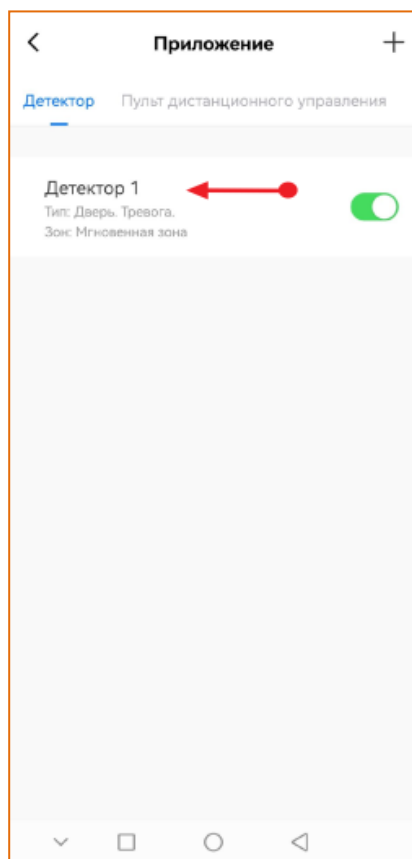 Приложение
Детектор Пульт дистанционного управления
Детектор 1
Тип: Дверь. Тревога.
Зон: Мгновенная зона